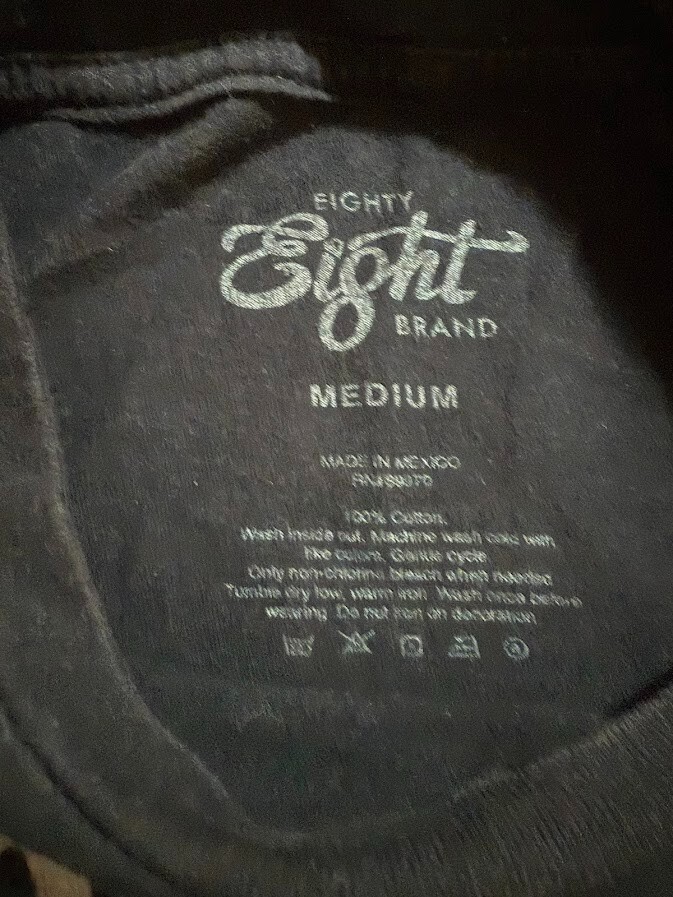 EIGHTY
Eight
BRAND
MEDIUM
MADE IN MEXICO
100% Cotton.
Wash inside out. Machine wash cold with
like colors. Gentle cycle.
Only non-chlorine bleach when needed.
Tumble dry low, warm iron. Wash once before
wearing. Do not iron on decoration.